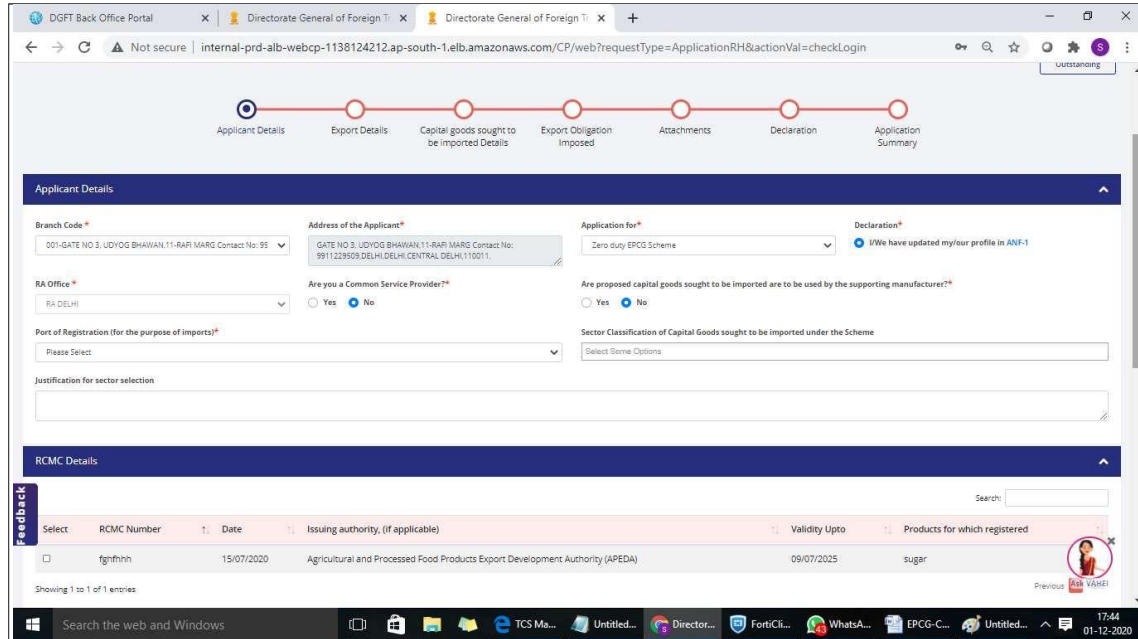 DGFT Back Office Portal
Directorate General of Foreign Tr
Directorate General of Foreign Tr
Not secure | internal-prd-alb-webcp-1138124212.ap-south-1.elb.amazonaws.com/CP/web?requestType=ApplicationRH&actionVal=checkLogin
S
Outstanding
Applicant Details
Export Details
Capital goods sought to
be imported Details
Export Obligation
Imposed
Attachments
Declaration
Application
Summary
Applicant Details
Branch Code *
Address of the Applicant*
Application for*
Declaration*
001-GATE NO 3, UDYOG BHAWAN,11-RAFI MARG Contact No: 99
GATE NO 3, UDYOG BHAWAN,11-RAFI MARG Contact No:
9911229509,DELHI,DELHI,CENTRAL DELHI,110011.
Zero duty EPCG Scheme
I/We have updated my/our profile in ANF-1
RA Office *
Are you a Common Service Provider?*
Are proposed capital goods sought to be imported are to be used by the supporting manufacturer?*
RA DELHI
Yes No
Yes No
Port of Registration (for the purpose of imports)*
Sector Classification of Capital Goods sought to be imported under the Scheme
Please Select
Select Some Options
Justification for sector selection
RCMC Details
Feedback
Search:
Select RCMC Number Date Issuing authority, (if applicable) Validity Upto Products for which registered
fghfhhh 15/07/2020 Agricultural and Processed Food Products Export Development Authority (APEDA) 09/07/2025 sugar
Showing 1 to 1 of 1 entries
Previous
Ask VAHEI
Search the web and Windows
TCS Ma...
Untitled...
Director...
FortiCli...
43
WhatsA...
EPCG-C...
Untitled...
17:44
01-12-2020